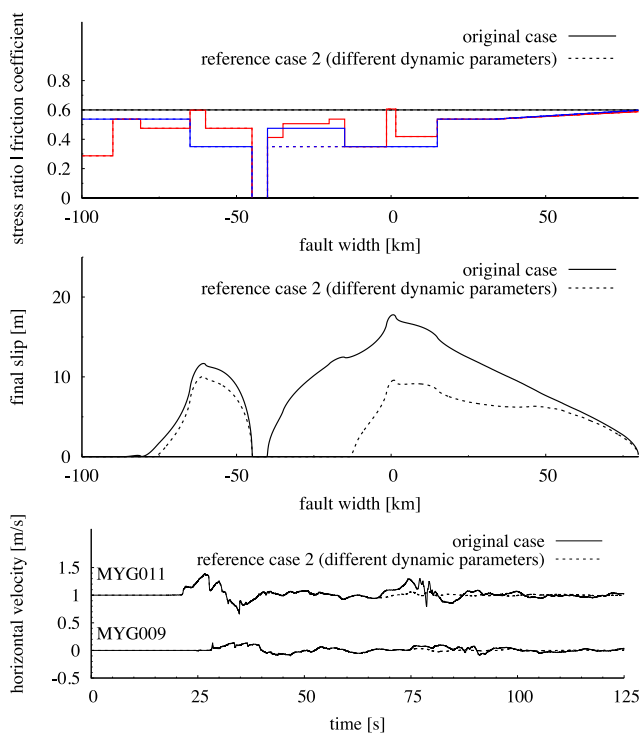 original case
reference case 2 (different dynamic parameters)
stress ratio | friction coefficient
0.8
0.6
0.4
0.2
0
-100
-50
0
50
fault width [km]
original case
reference case 2 (different dynamic parameters)
final slip [m]
20
10
0
-100
-50
0
50
fault width [km]
original case
reference case 2 (different dynamic parameters)
horizontal velocity [m/s]
1.5
MYG011
1
0.5
MYG009
0
-0.5
0
25
50
75
100
125
time [s]